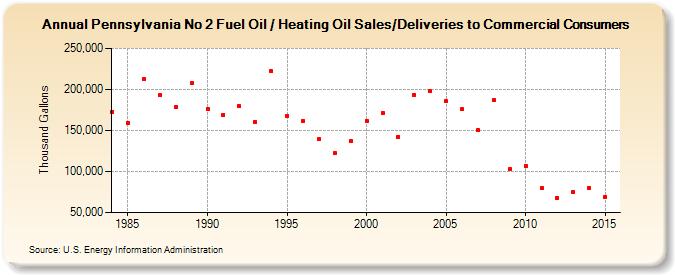 Annual Pennsylvania No 2 Fuel Oil / Heating Oil Sales/Deliveries to Commercial Consumers
Thousand Gallons
250,000
200,000
150,000
100,000
50,000
1985 1990 1995 2000 2005 2010 2015
Source: U.S. Energy Information Administration